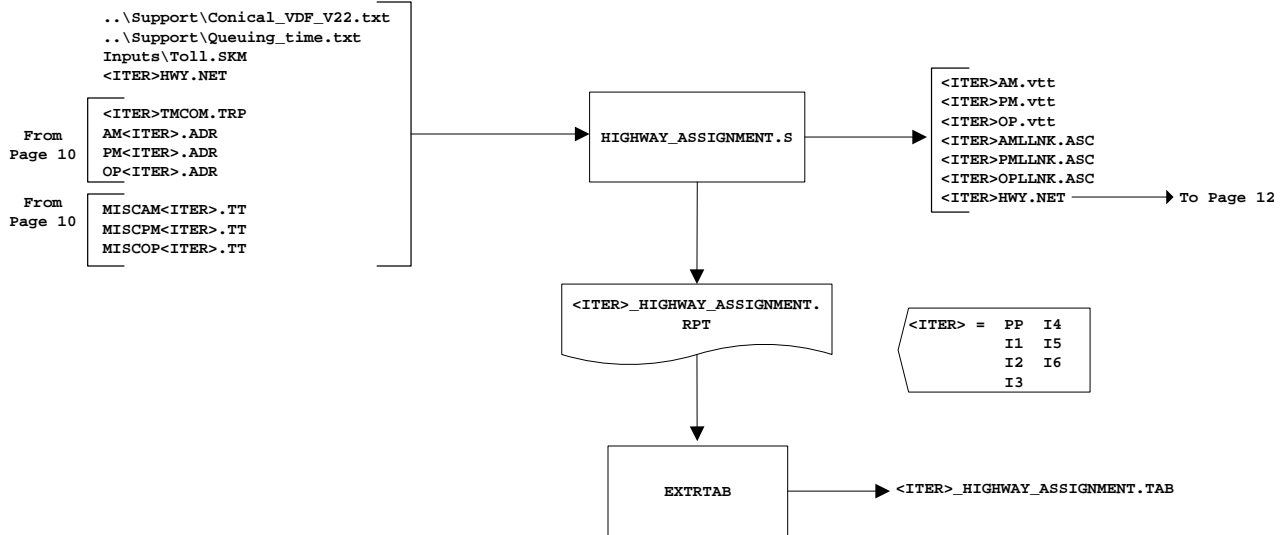 ..\Support\Conical_VDF_V22.txt
..\Support\Queuing_time.txt
Inputs\Toll.SKM
<ITER>HWY.NET
From
Page 10
<ITER>TMCOM.TRP
AM<ITER>.ADR
PM<ITER>.ADR
OP<ITER>.ADR
From
Page 10
MISCAM<ITER>.TT
MISCPM<ITER>.TT
MISCOP<ITER>.TT
HIGHWAY_ASSIGNMENT.S
<ITER>AM.vtt
<ITER>PM.vtt
<ITER>OP.vtt
<ITER>AMLLNK.ASC
<ITER>PMLLNK.ASC
<ITER>OPLLNK.ASC
<ITER>HWY.NET
To Page 12
<ITER>_HIGHWAY_ASSIGNMENT.
RPT
<ITER> = PP I4
I1 I5
I2 I6
I3
EXTRTAB
<ITER>_HIGHWAY_ASSIGNMENT.TAB